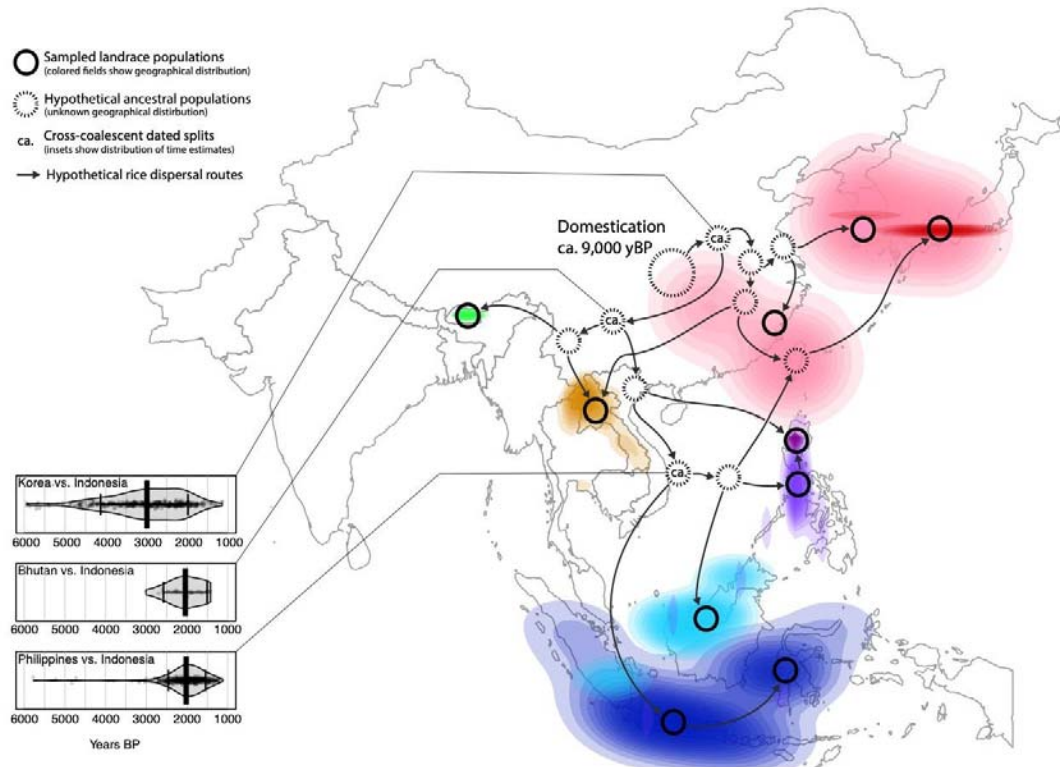 Sampled landrace populations
(colored fields show geographical distribution)
Hypothetical ancestral populations
(unknown geographical distirbution)
ca. Cross-coalescent dated splits
(insets show distribution of time estimates)
Hypothetical rice dispersal routes
Domestication
ca. 9,000 yBP
ca.
ca.
ca.
Korea vs. Indonesia
6000 5000 4000 3000 2000 1000
Bhutan vs. Indonesia
6000 5000 4000 3000 2000 1000
Philippines vs. Indonesia
6000 5000 4000 3000 2000 1000
Years BP